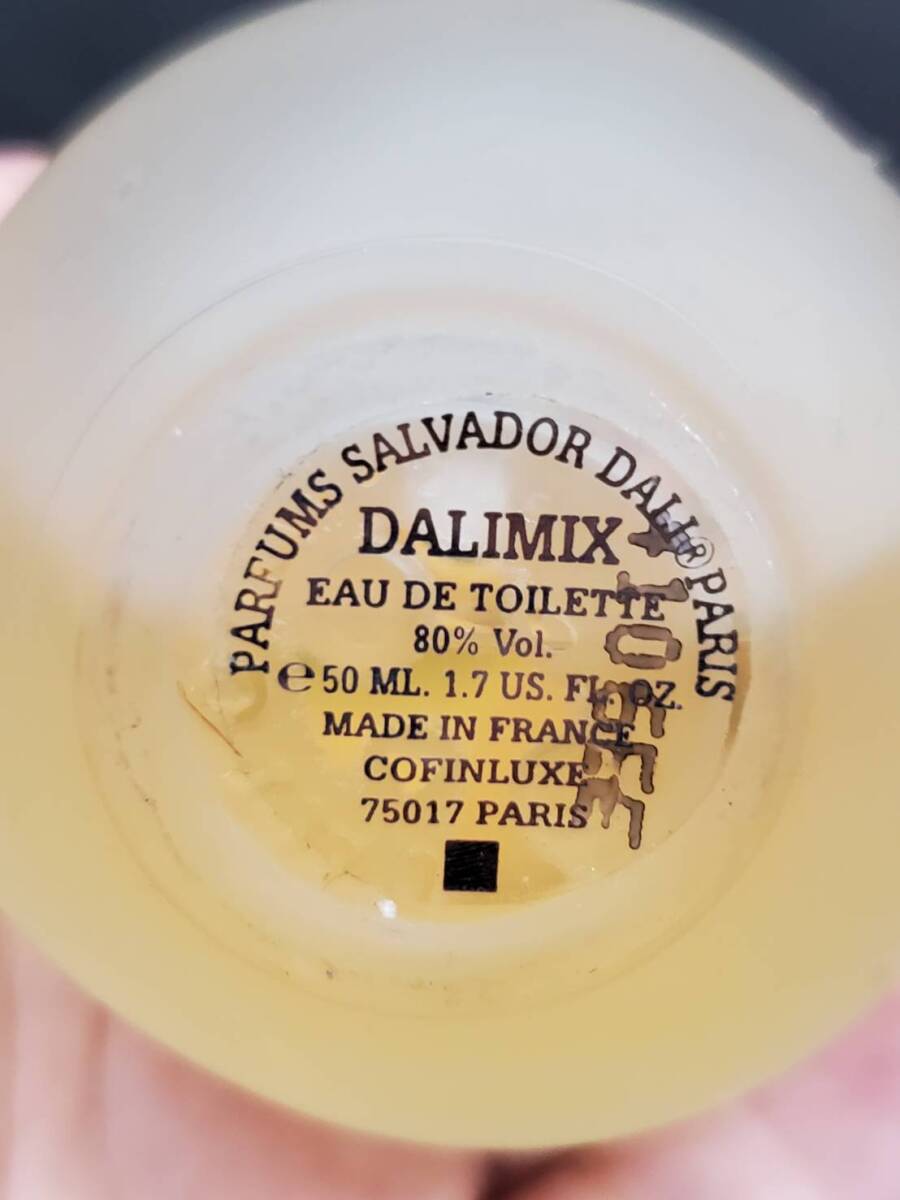 PARFUMS SALVADOR DALI® PARIS
DALIMIX
EAU DE TOILETTE
80% Vol.
℮ 50 ML. 1.7 US. FL. OZ.
MADE IN FRANCE
COFINLUXE
75017 PARIS